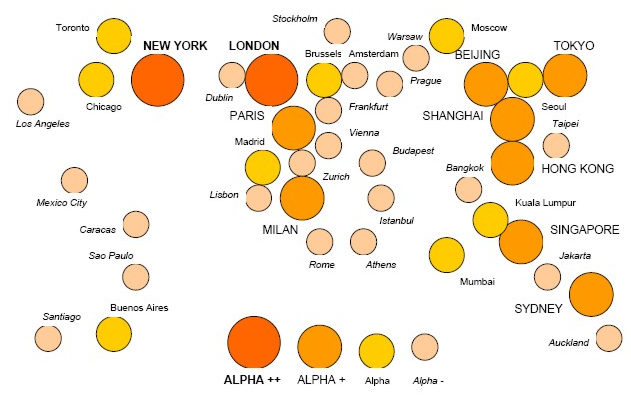 Stockholm
Toronto
Moscow
Warsaw
NEW YORK
LONDON
Brussels
Amsterdam
BEIJING
TOKYO
Prague
Dublin
Chicago
Frankfurt
Seoul
Los Angeles
PARIS
SHANGHAI
Taipei
Vienna
Madrid
Budapest
Bangkok
HONG KONG
Zurich
Mexico City
Lisbon
Kuala Lumpur
Istanbul
Caracas
MILAN
SINGAPORE
Sao Paulo
Rome
Athens
Jakarta
Mumbai
Buenos Aires
SYDNEY
Santiago
Auckland
ALPHA ++
ALPHA +
Alpha
Alpha -